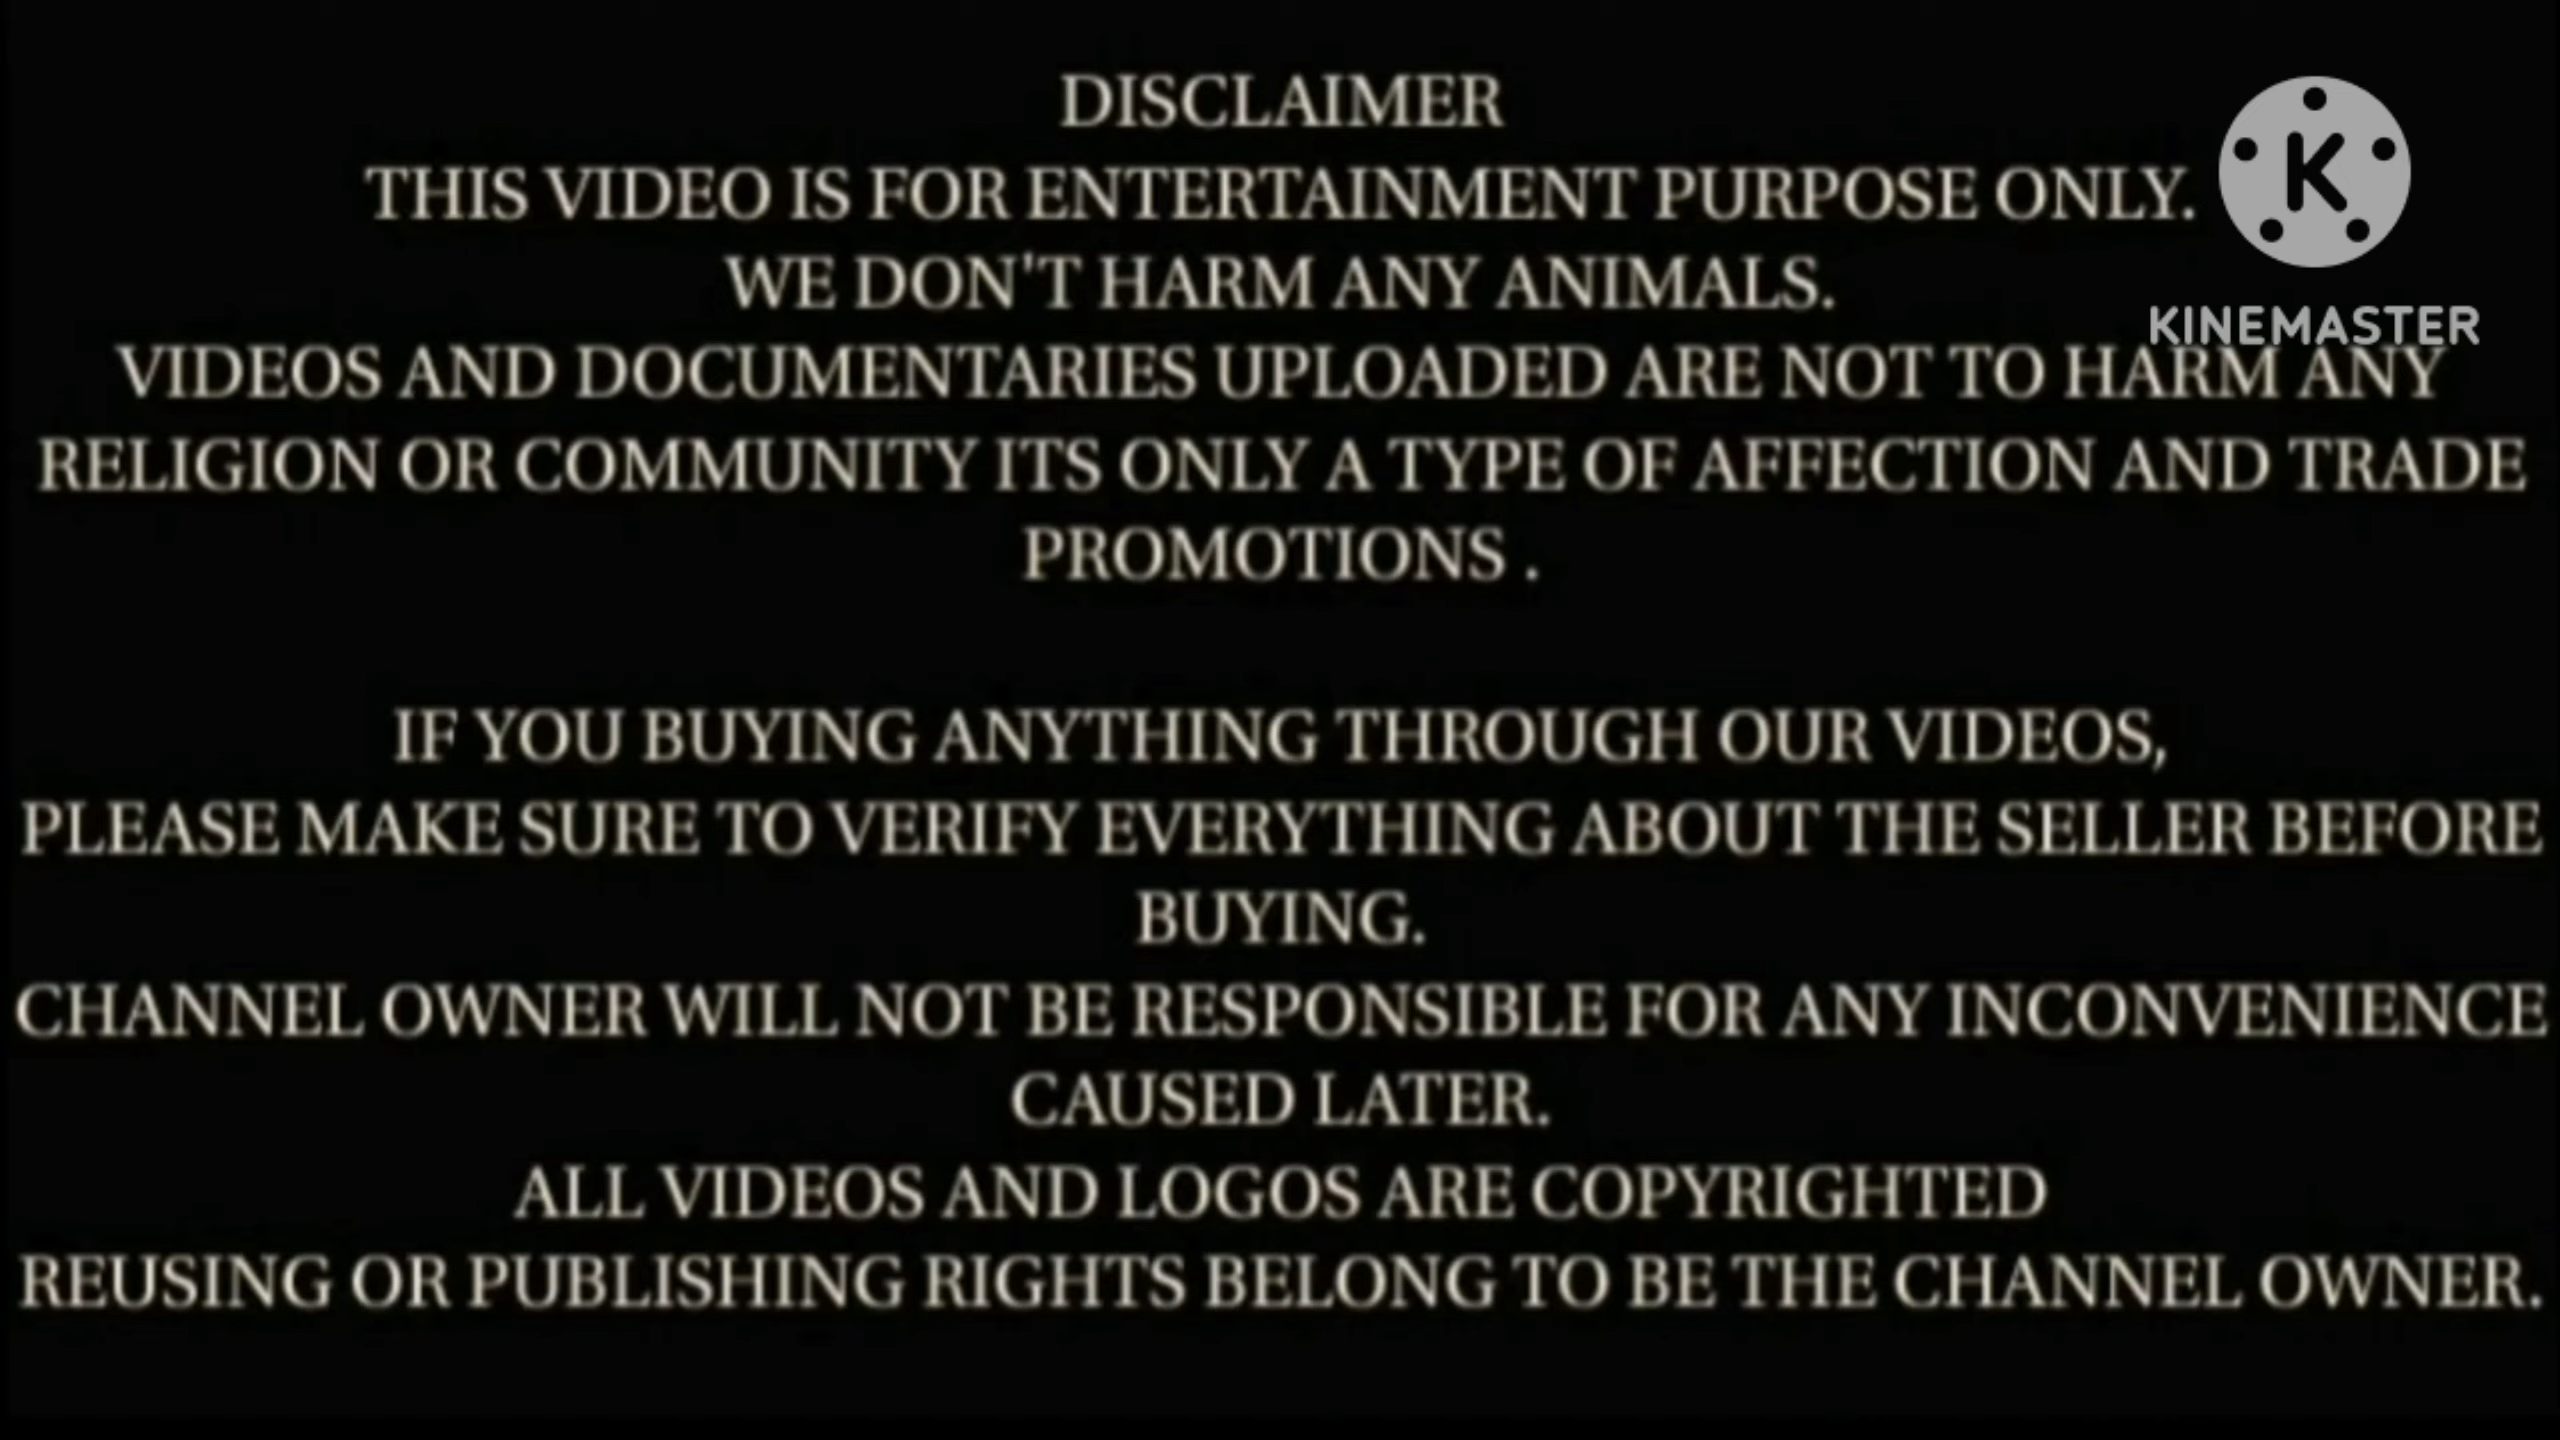 DISCLAIMER
THIS VIDEO IS FOR ENTERTAINMENT PURPOSE ONLY.
WE DON'T HARM ANY ANIMALS.
KINEMASTER
VIDEOS AND DOCUMENTARIES UPLOADED ARE NOT TO HARM ANY
RELIGION OR COMMUNITY ITS ONLY A TYPE OF AFFECTION AND TRADE
PROMOTIONS .
IF YOU BUYING ANYTHING THROUGH OUR VIDEOS,
PLEASE MAKE SURE TO VERIFY EVERYTHING ABOUT THE SELLER BEFORE
BUYING.
CHANNEL OWNER WILL NOT BE RESPONSIBLE FOR ANY INCONVENIENCE
CAUSED LATER.
ALL VIDEOS AND LOGOS ARE COPYRIGHTED
REUSING OR PUBLISHING RIGHTS BELONG TO BE THE CHANNEL OWNER.